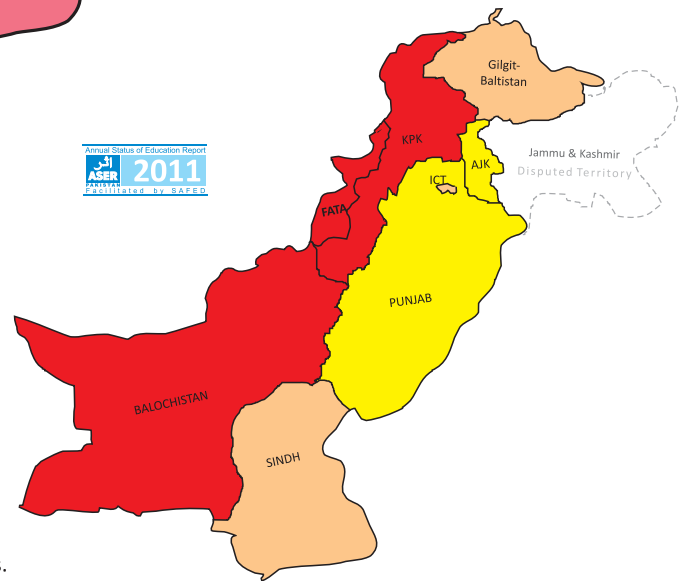 Gilgit-
Baltistan
KPK
Annual Status of Education Report
اثر
ASER
PAKISTAN
2011
Facilitated by SAFED
Jammu & Kashmir
Disputed Territory
AJK
ICT
FATA
PUNJAB
BALOCHISTAN
SINDH